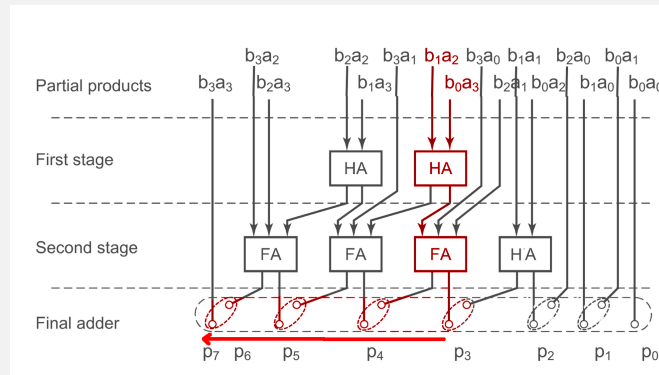 b₃a₂ b₂a₂ b₃a₁ b₁a₂ b₃a₀ b₁a₁ b₂a₀ b₀a₁
Partial products b₃a₃ b₂a₃ b₁a₃ b₀a₃ b₂a₁ b₀a₂ b₁a₀ b₀a₀
First stage HA HA
Second stage FA FA FA HA
Final adder
p₇ p₆ p₅ p₄ p₃ p₂ p₁ p₀